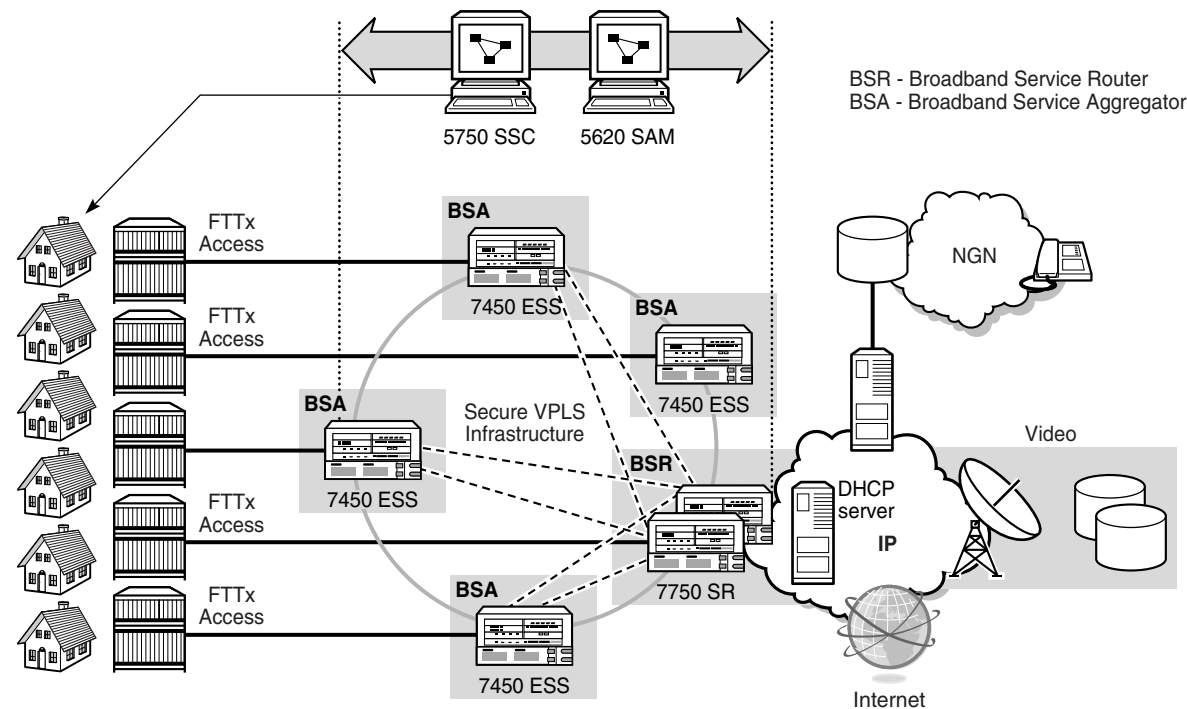 5750 SSC
5620 SAM
BSR - Broadband Service Router
BSA - Broadband Service Aggregator
FTTx
Access
BSA
7450 ESS
NGN
FTTx
Access
BSA
7450 ESS
BSA
7450 ESS
Secure VPLS
Infrastructure
Video
BSR
DHCP
server
IP
7750 SR
FTTx
Access
FTTx
Access
BSA
7450 ESS
Internet